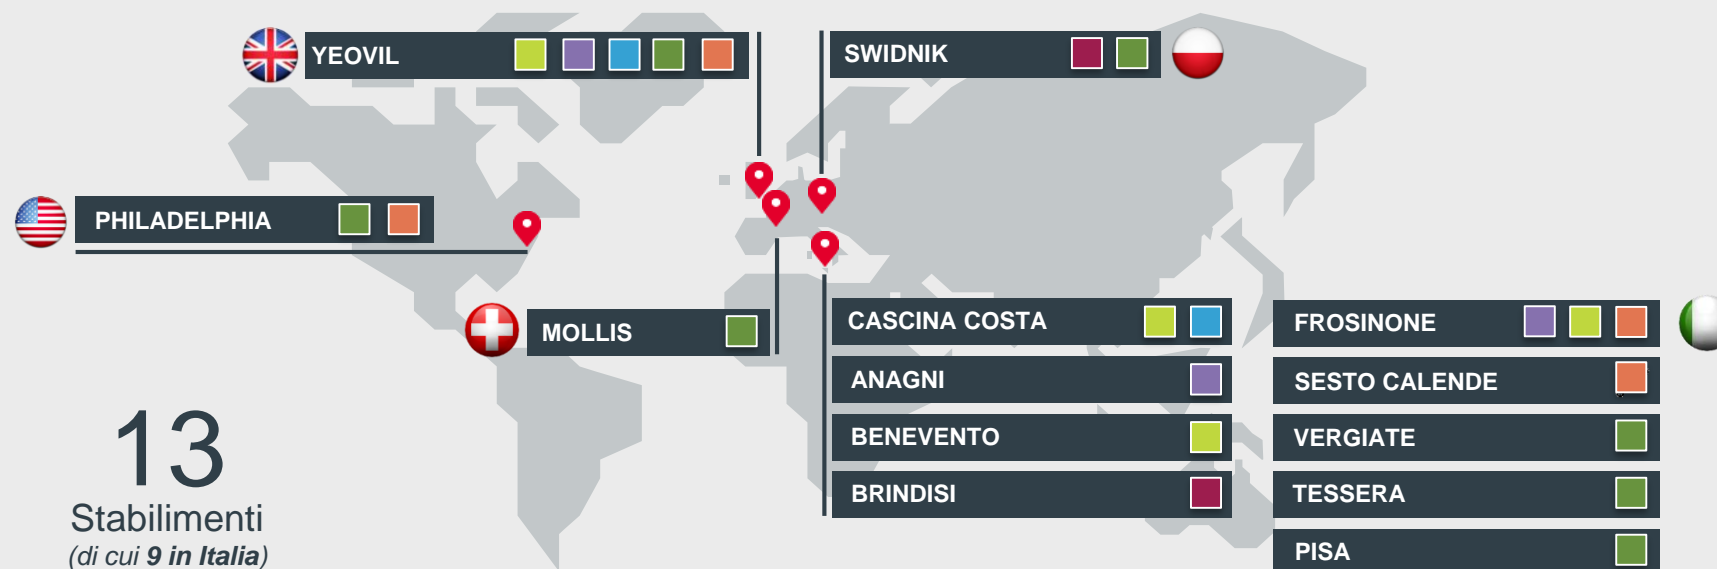 YEOVIL
SWIDNIK
PHILADELPHIA
MOLLIS
CASCINA COSTA
FROSINONE
ANAGNI
SESTO CALENDE
BENEVENTO
VERGIATE
BRINDISI
TESSERA
PISA
13
Stabilimenti
(di cui 9 in Italia)